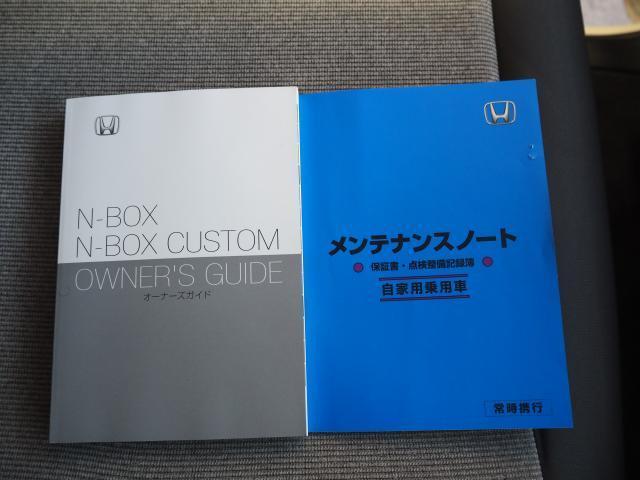 N-BOX
N-BOX CUSTOM
OWNER'S GUIDE
オーナーズガイド
メンテナンスノート
保証書・点検整備記録簿
自家用乗用車
常時携行